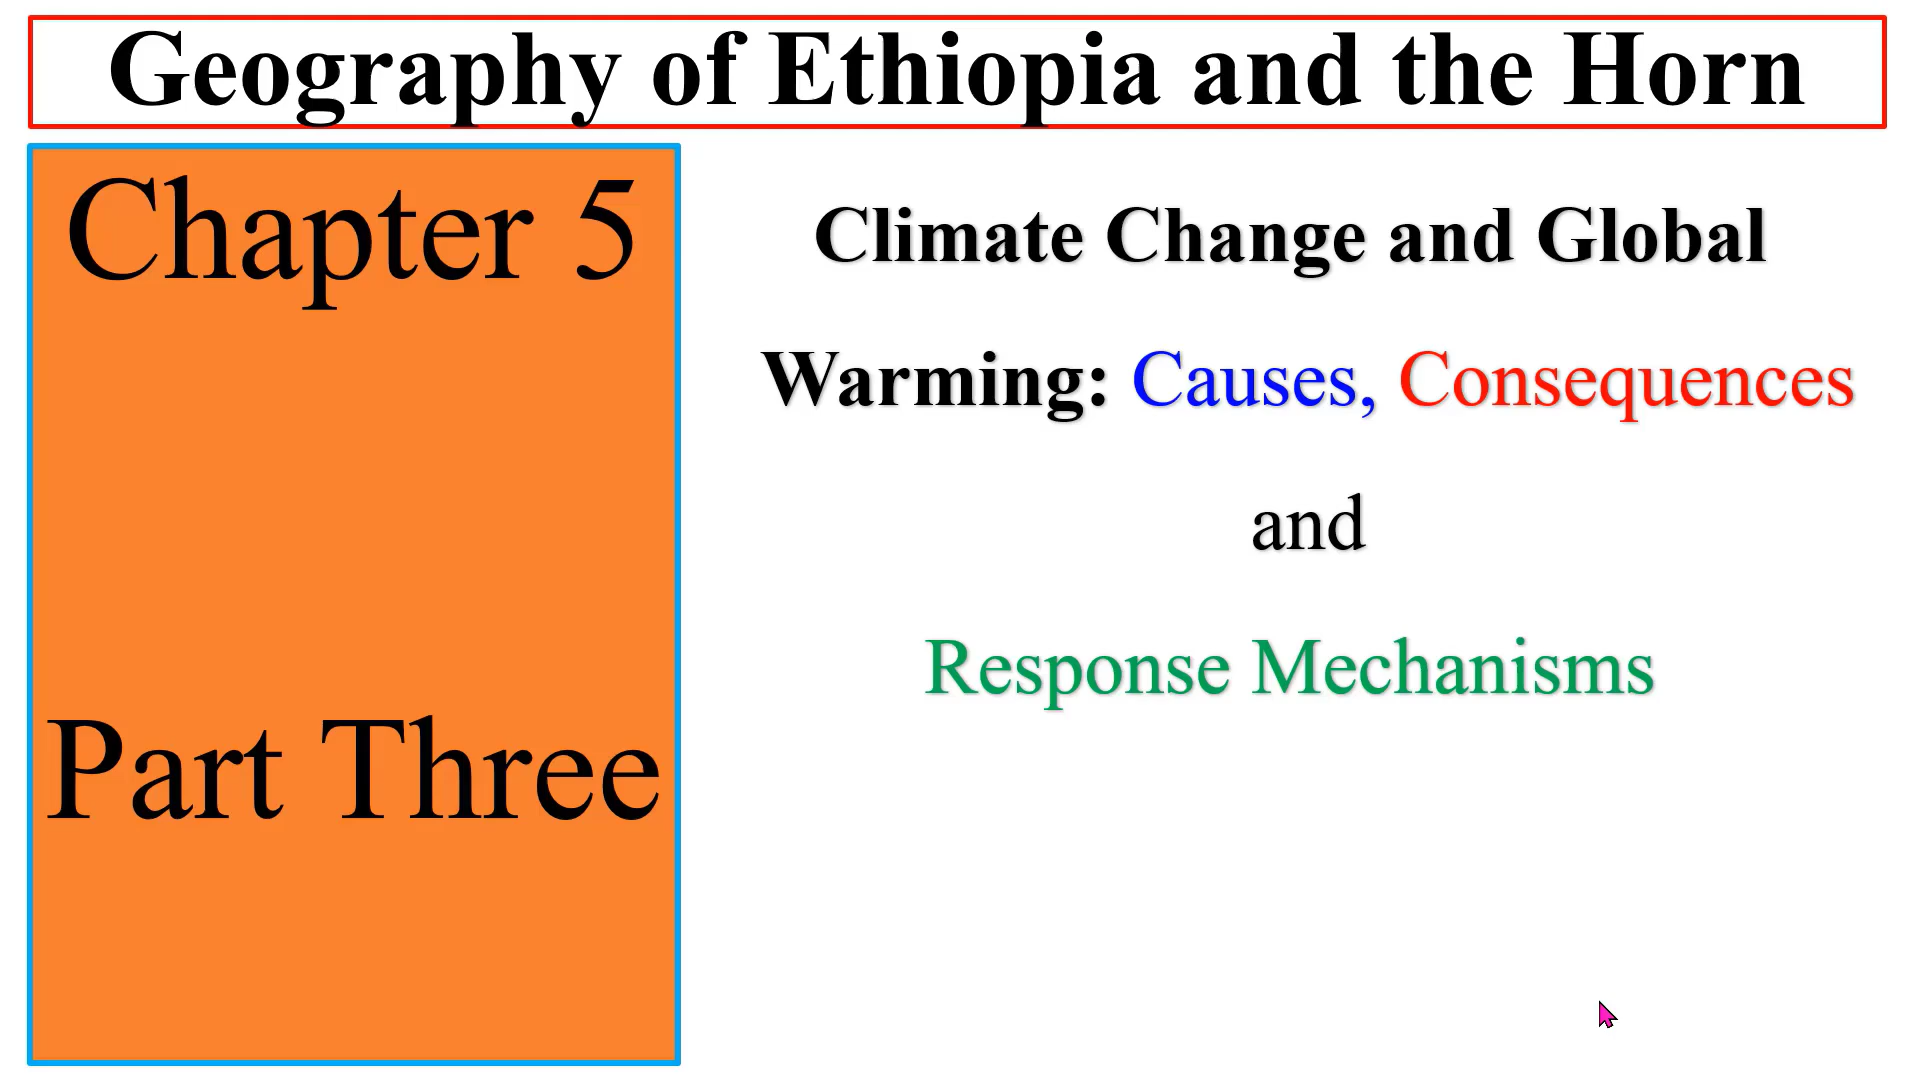 Geography of Ethiopia and the Horn
Chapter 5
Part Three
Climate Change and Global
Warming: Causes, Consequences
and
Response Mechanisms